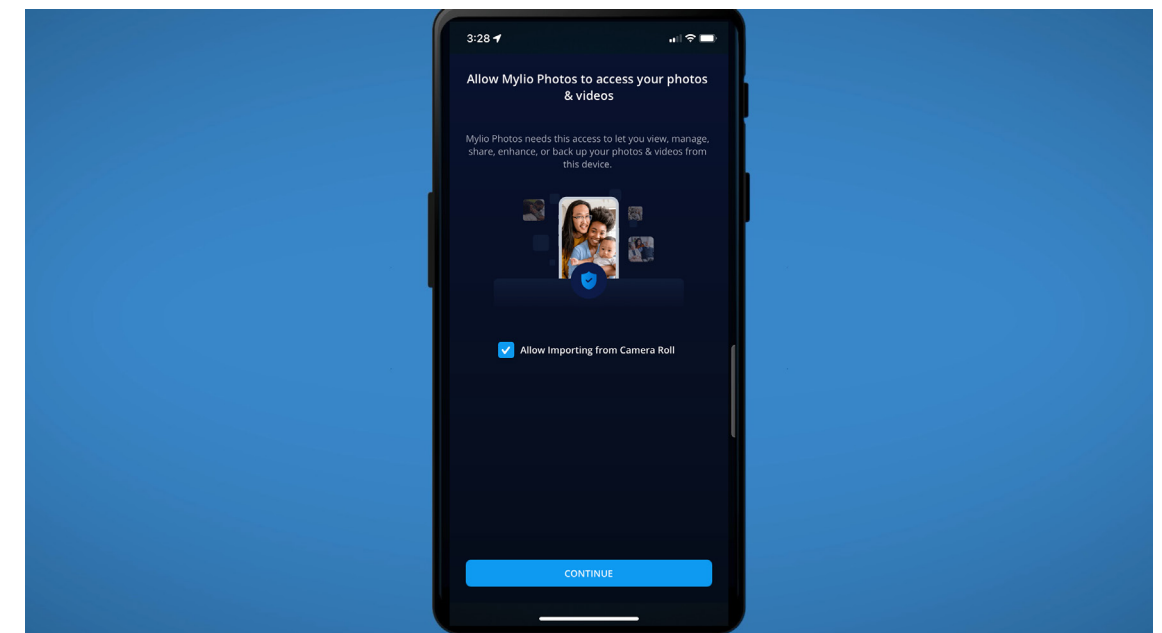 3:28
Allow Mylio Photos to access your photos
& videos
Mylio Photos needs this access to let you view, manage,
share, enhance, or back up your photos & videos from
this device.
Allow Importing from Camera Roll
CONTINUE